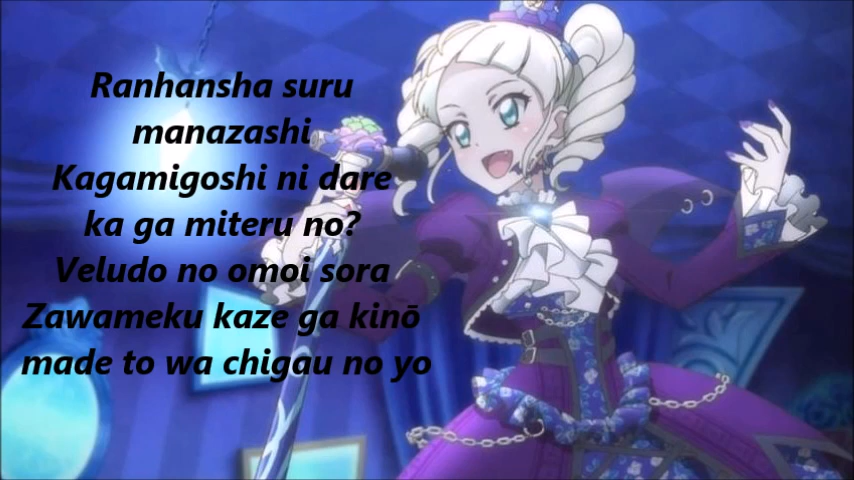 Ranhansha suru
manazashi
Kagamigoshi ni dare
ka ga miteru no?
Veludo no omoi sora
Zawameku kaze ga kinō
made to wa chigau no yo